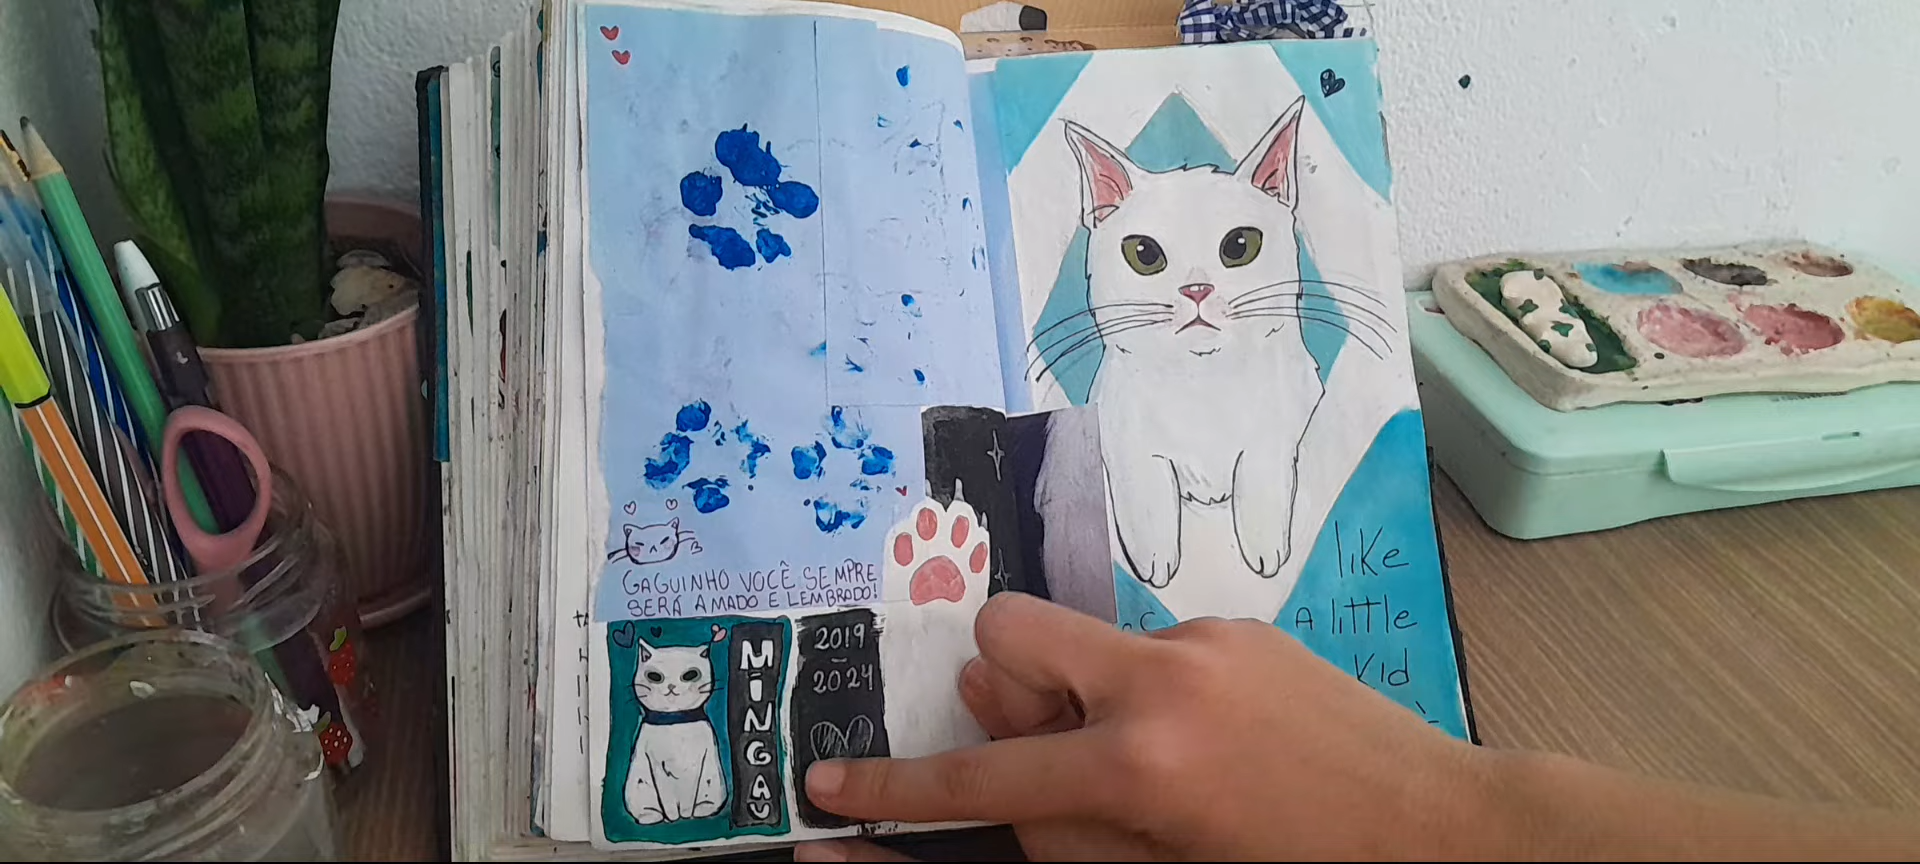 GAGUINHO VOCÊ SEMPRE
SERÁ AMADO E LEMBRADO!
MINGAU
2019
-
2024
like
A little
kid